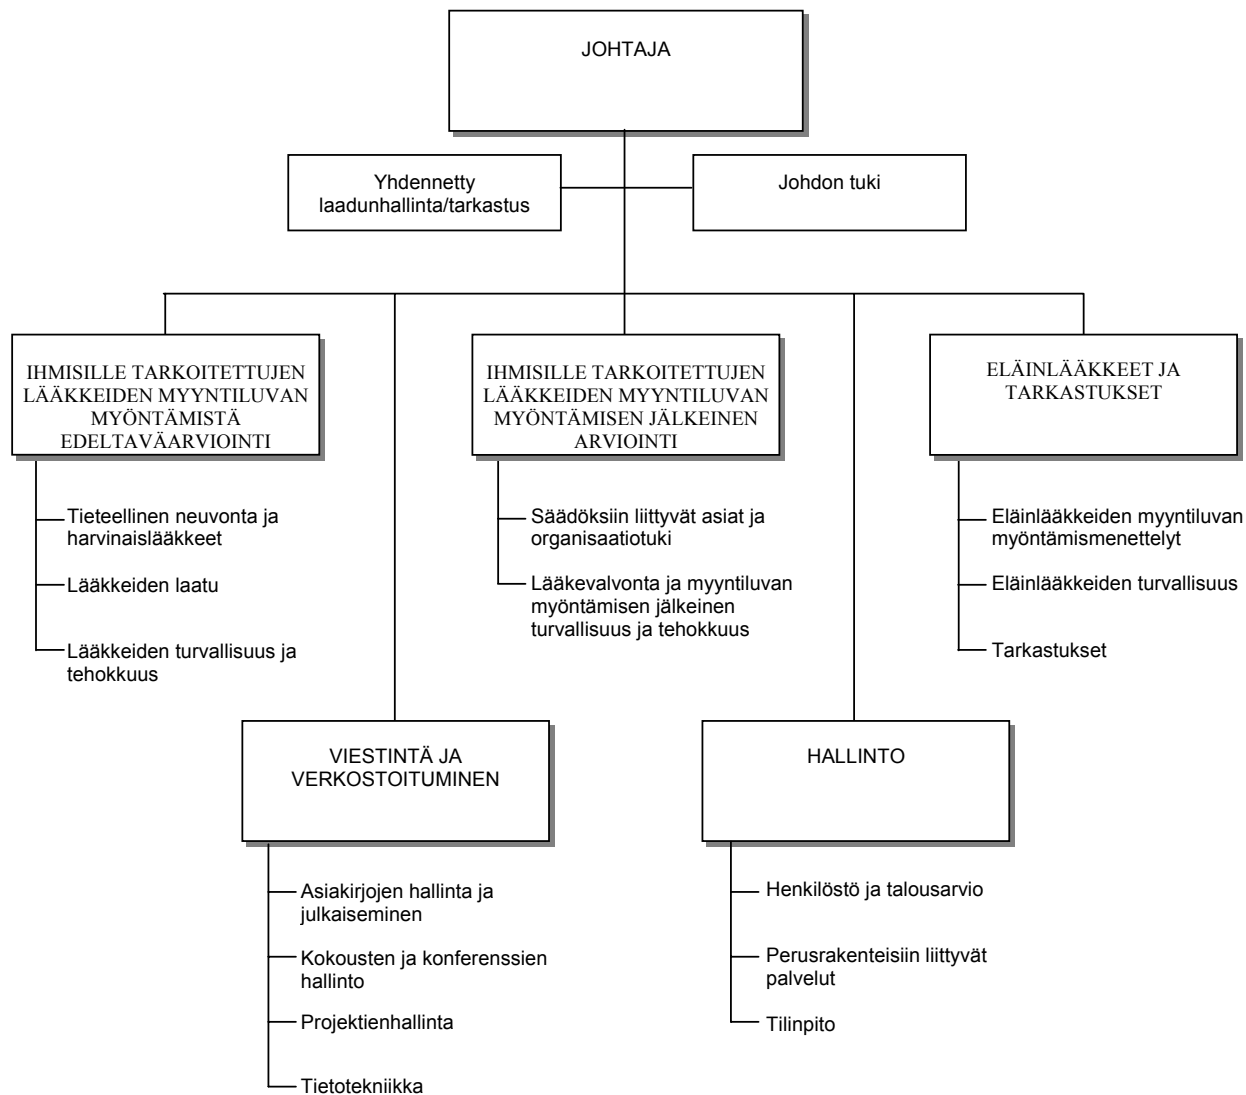 JOHTAJA
Yhdennetty
laadunhallinta/tarkastus
Johdon tuki
IHMISILLE TARKOITETTUJEN
LÄÄKKEIDEN MYYNTILUVAN
MYÖNTÄMISTÄ
EDELTAVÄARVIOINTI
IHMISILLE TARKOITETTUJEN
LÄÄKKEIDEN MYYNTILUVAN
MYÖNTÄMISEN JÄLKEINEN
ARVIOINTI
ELÄINLÄÄKKEET JA
TARKASTUKSET
Tieteellinen neuvonta ja
harvinaislääkkeet
Lääkkeiden laatu
Lääkkeiden turvallisuus ja
tehokkuus
Säädöksiin liittyvät asiat ja
organisaatiotuki
Lääkevalvonta ja myyntiluvan
myöntämisen jälkeinen
turvallisuus ja tehokkuus
Eläinlääkkeiden myyntiluvan
myöntämismenettelyt
Eläinlääkkeiden turvallisuus
Tarkastukset
VIESTINTÄ JA
VERKOSTOITUMINEN
HALLINTO
Asiakirjojen hallinta ja
julkaiseminen
Kokousten ja konferenssien
hallinto
Projektienhallinta
Tietotekniikka
Henkilöstö ja talousarvio
Perusrakenteisiin liittyvät
palvelut
Tilinpito